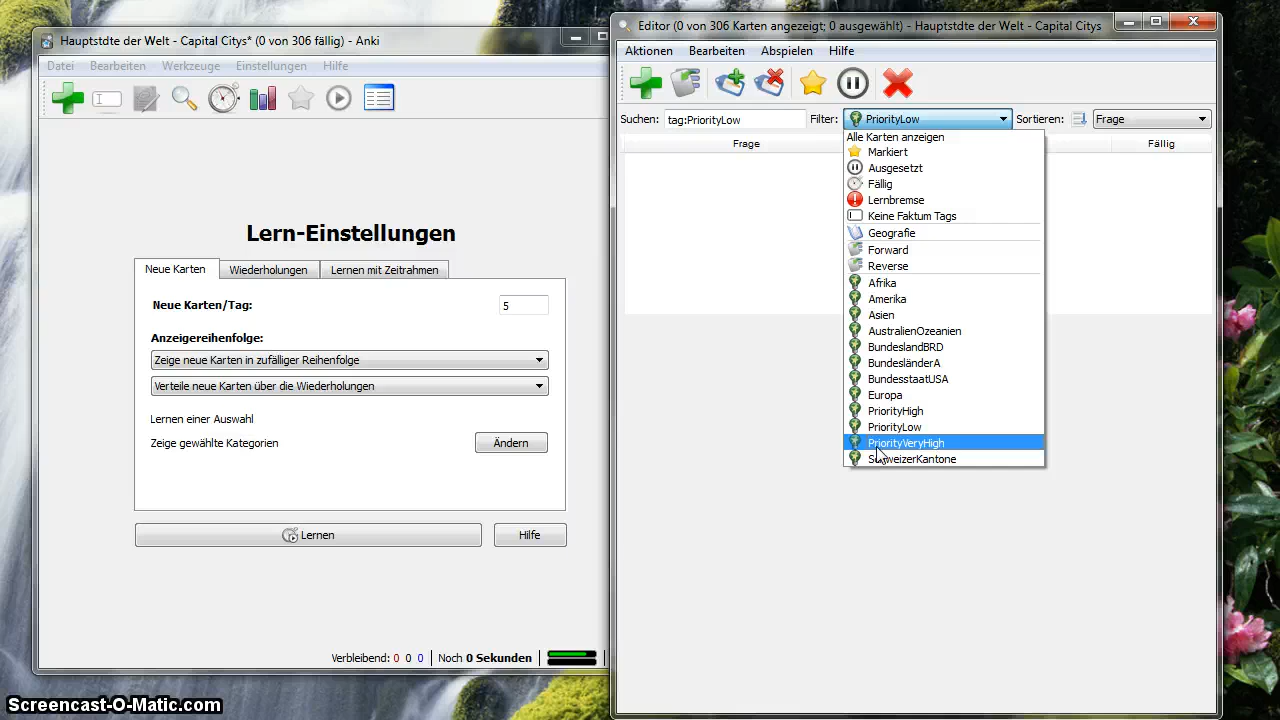 Hauptstdte der Welt - Capital Citys* (0 von 306 fällig) - Anki
Datei Bearbeiten Werkzeuge Einstellungen Hilfe
Lern-Einstellungen
Neue Karten Wiederholungen Lernen mit Zeitrahmen
Neue Karten/Tag: 5
Anzeigereihenfolge:
Zeige neue Karten in zufälliger Reihenfolge
Verteile neue Karten über die Wiederholungen
Lernen einer Auswahl
Zeige gewählte Kategorien Ändern
Lernen Hilfe
Verbleibend: 0 0 0 Noch 0 Sekunden
Editor (0 von 306 Karten angezeigt; 0 ausgewählt) - Hauptstdte der Welt - Capital Citys
Aktionen Bearbeiten Abspielen Hilfe
Suchen: tag:PriorityLow Filter: PriorityLow Sortieren: Frage
Frage Fällig
Alle Karten anzeigen
Markiert
Ausgesetzt
Fällig
Lernbremse
Keine Faktum Tags
Geografie
Forward
Reverse
Afrika
Amerika
Asien
AustralienOzeanien
BundeslandBRD
BundesländerA
BundesstaatUSA
Europa
PriorityHigh
PriorityLow
PriorityVeryHigh
SchweizerKantone
Screencast-O-Matic.com